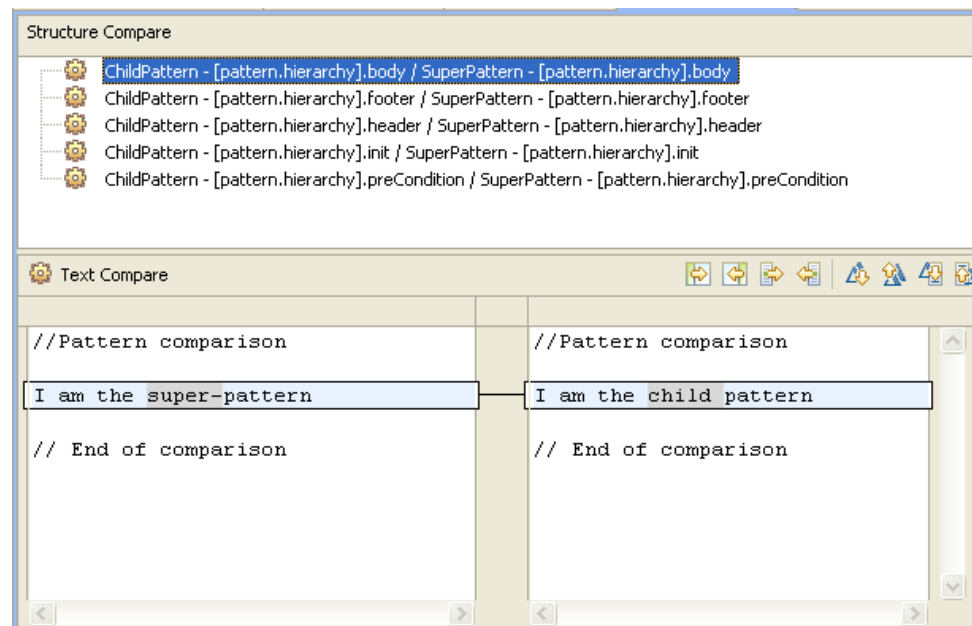 Structure Compare
ChildPattern - [pattern.hierarchy].body / SuperPattern - [pattern.hierarchy].body
ChildPattern - [pattern.hierarchy].footer / SuperPattern - [pattern.hierarchy].footer
ChildPattern - [pattern.hierarchy].header / SuperPattern - [pattern.hierarchy].header
ChildPattern - [pattern.hierarchy].init / SuperPattern - [pattern.hierarchy].init
ChildPattern - [pattern.hierarchy].preCondition / SuperPattern - [pattern.hierarchy].preCondition
Text Compare
//Pattern comparison
I am the super-pattern
// End of comparison
//Pattern comparison
I am the child pattern
// End of comparison